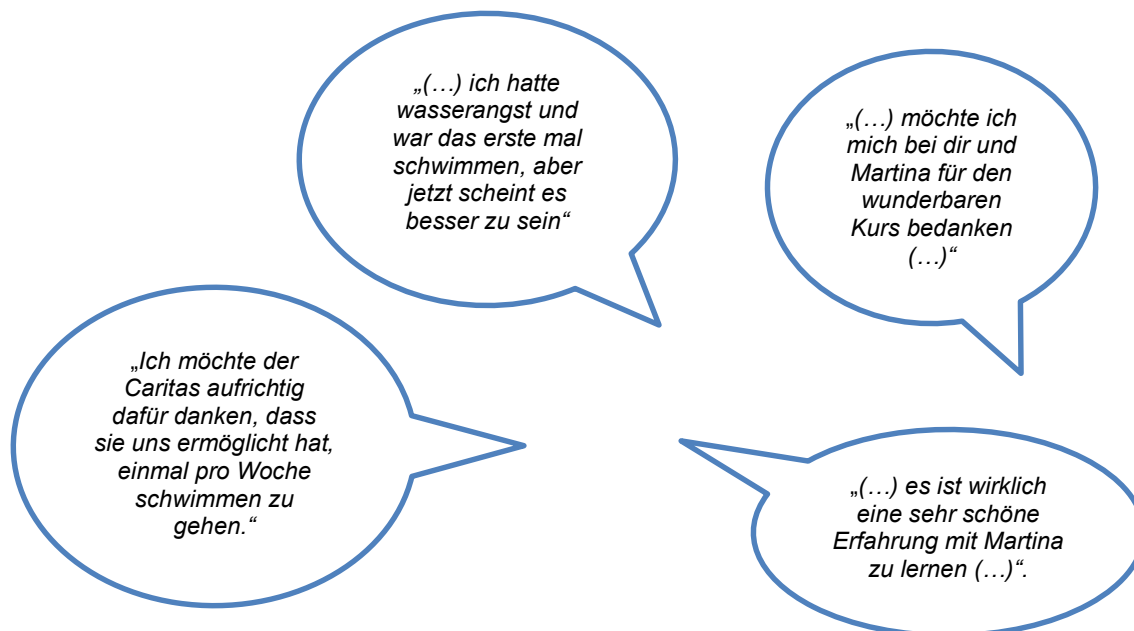 „(…) ich hatte
wasserangst und
war das erste mal
schwimmen, aber
jetzt scheint es
besser zu sein“
„(…) möchte ich
mich bei dir und
Martina für den
wunderbaren
Kurs bedanken
(…)“
„Ich möchte der
Caritas aufrichtig
dafür danken, dass
sie uns ermöglicht hat,
einmal pro Woche
schwimmen zu
gehen.“
„(…) es ist wirklich
eine sehr schöne
Erfahrung mit Martina
zu lernen (…)“.